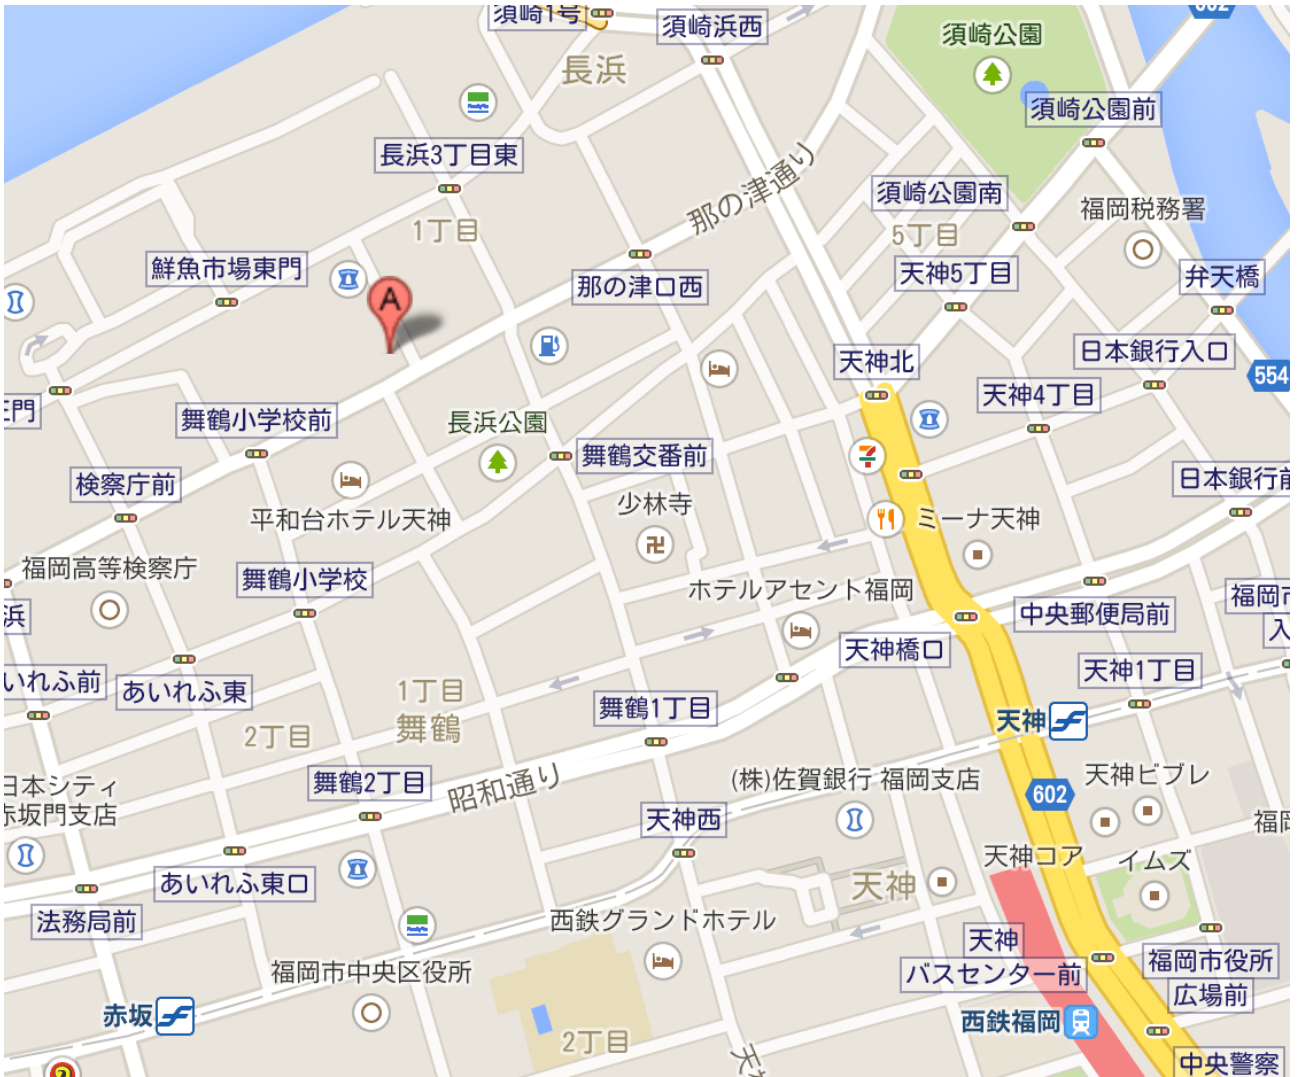 須崎1号
602
須崎浜西
須崎公園
長浜
須崎公園前
長浜3丁目東
那の津通り
須崎公園南
福岡税務署
1丁目
5丁目
鮮魚市場東門
天神5丁目
弁天橋
那の津口西
A
天神北
日本銀行入口
554
天神4丁目
門
舞鶴小学校前
長浜公園
舞鶴交番前
検察庁前
日本銀行前
平和台ホテル天神
少林寺
卍
7
ミーナ天神
福岡高等検察庁
舞鶴小学校
ホテルアセント福岡
浜
中央郵便局前
福岡市
入
天神橋口
天神1丁目
いれふ前
あいれふ東
1丁目
舞鶴
舞鶴1丁目
天神
2丁目
舞鶴2丁目
昭和通り
(株)佐賀銀行 福岡支店
天神ビブレ
602
日本シティ
赤坂門支店
天神西
福岡
天神コア
イムズ
あいれふ東口
天神
法務局前
西鉄グランドホテル
天神
バスセンター前
福岡市役所
広場前
福岡市中央区役所
赤坂
西鉄福岡
2丁目
天神
中央警察